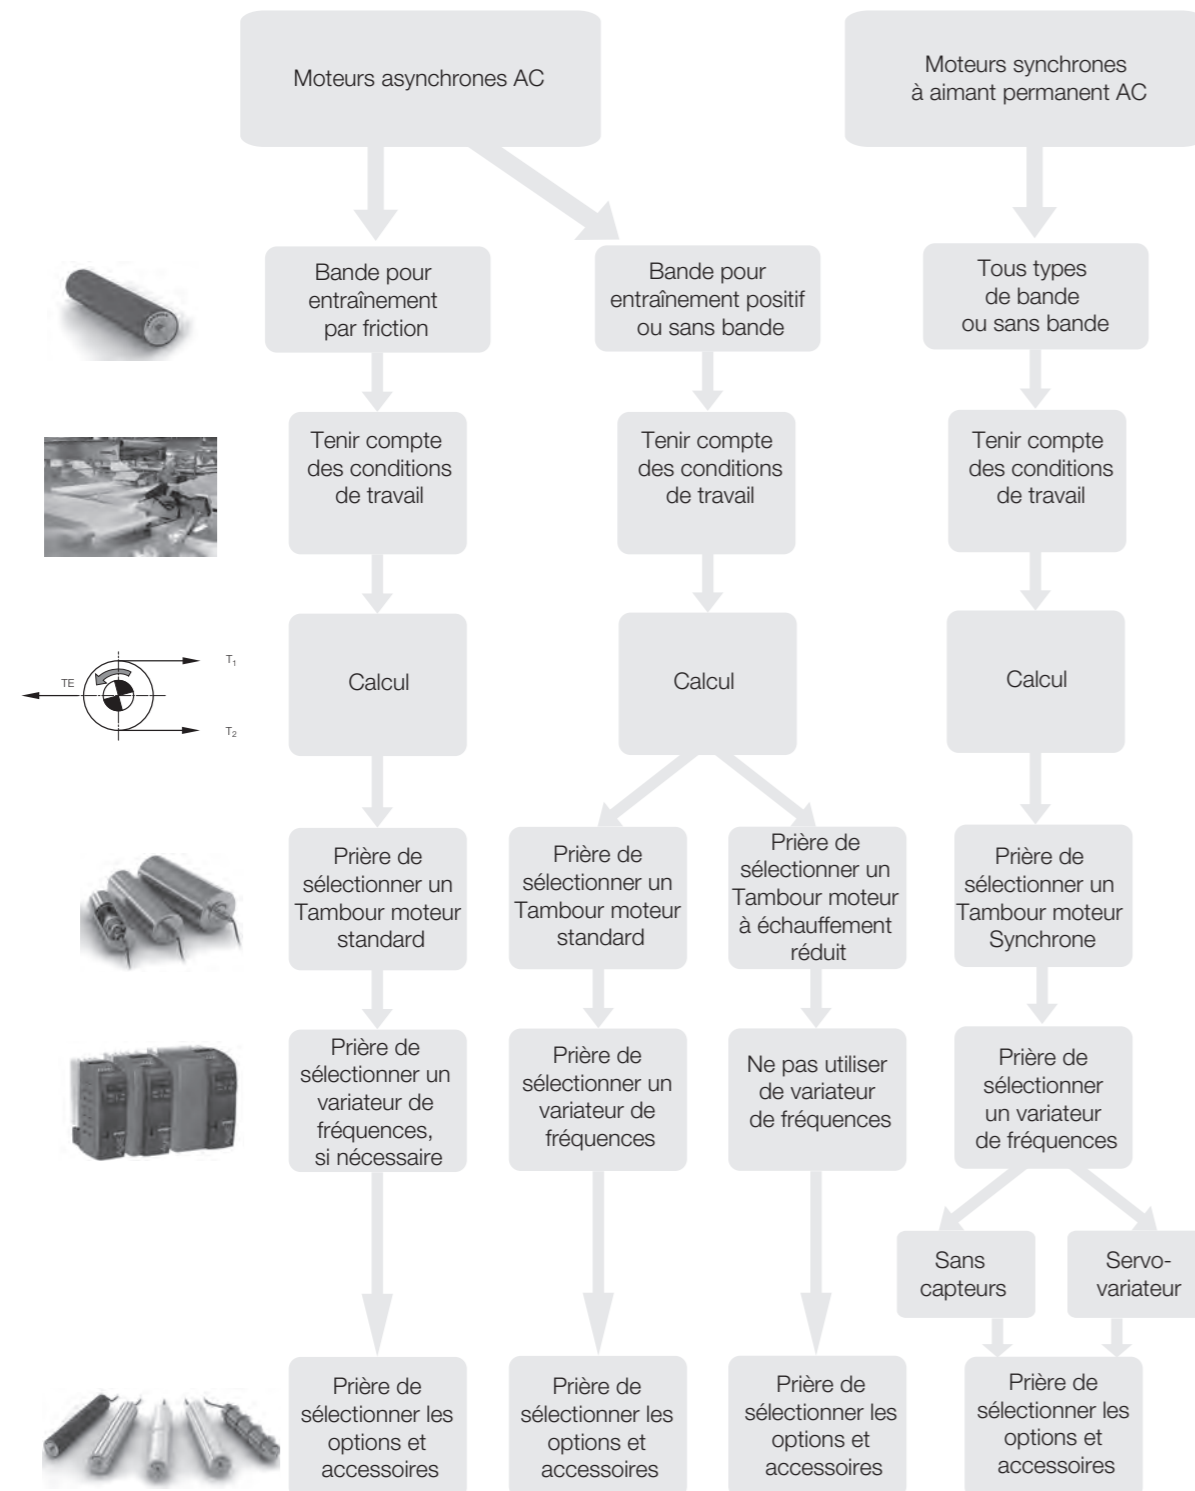 Moteurs asynchrones AC
Moteurs synchrones
à aimant permanent AC
Bande pour
entraînement
par friction
Bande pour
entraînement positif
ou sans bande
Tous types
de bande
ou sans bande
Tenir compte
des conditions
de travail
Tenir compte
des conditions
de travail
Tenir compte
des conditions
de travail
TE
T₁
T₂
Calcul
Calcul
Calcul
Prière de
sélectionner un
Tambour moteur
standard
Prière de
sélectionner un
Tambour moteur
standard
Prière de
sélectionner un
Tambour moteur
à échauffement
réduit
Prière de
sélectionner un
Tambour moteur
Synchrone
Prière de
sélectionner un
variateur de
fréquences,
si nécessaire
Prière de
sélectionner un
variateur de
fréquences
Ne pas utiliser
de variateur
de fréquences
Prière de
sélectionner
un variateur
de fréquences
Sans
capteurs
Servo-
variateur
Prière de
sélectionner les
options et
accessoires
Prière de
sélectionner les
options et
accessoires
Prière de
sélectionner les
options et
accessoires
Prière de
sélectionner les
options et
accessoires